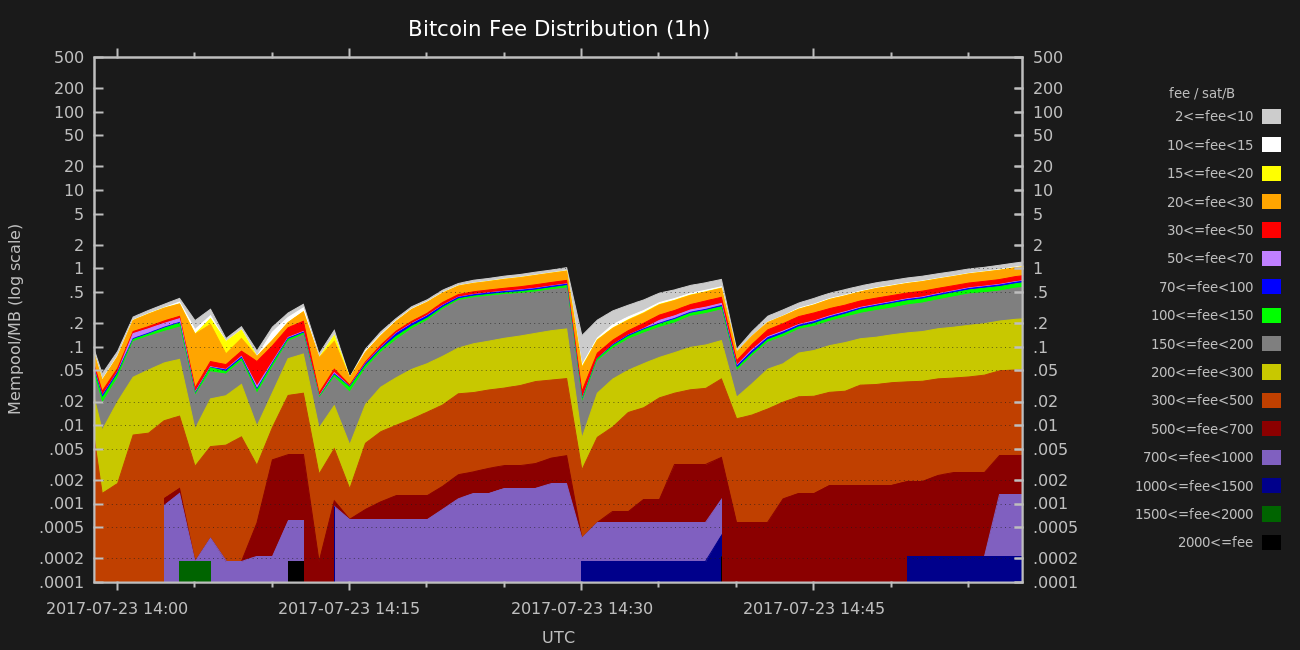 Bitcoin Fee Distribution (1h)
500
200
100
50
20
10
5
2
1
.5
.2
.1
.05
.02
.01
.005
.002
.001
.0005
.0002
.0001
Mempool/MB (log scale)
500
200
100
50
20
10
5
2
1
.5
.2
.1
.05
.02
.01
.005
.002
.001
.0005
.0002
.0001
2017-07-23 14:00 2017-07-23 14:15 2017-07-23 14:30 2017-07-23 14:45
UTC
fee / sat/B
2<=fee<10
10<=fee<15
15<=fee<20
20<=fee<30
30<=fee<50
50<=fee<70
70<=fee<100
100<=fee<150
150<=fee<200
200<=fee<300
300<=fee<500
500<=fee<700
700<=fee<1000
1000<=fee<1500
1500<=fee<2000
2000<=fee